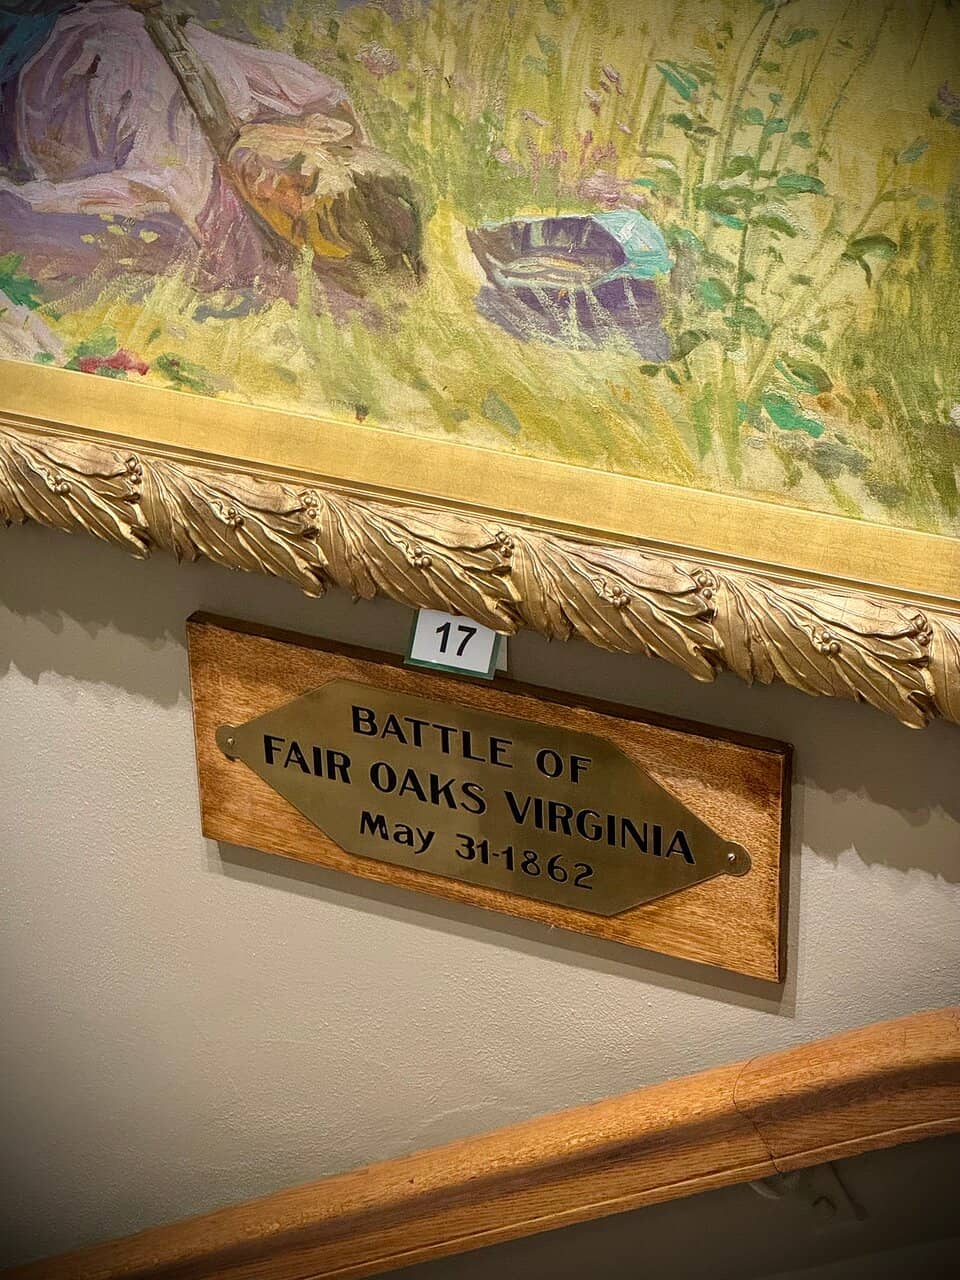 17
BATTLE OF
FAIR OAKS VIRGINIA
May 31-1862